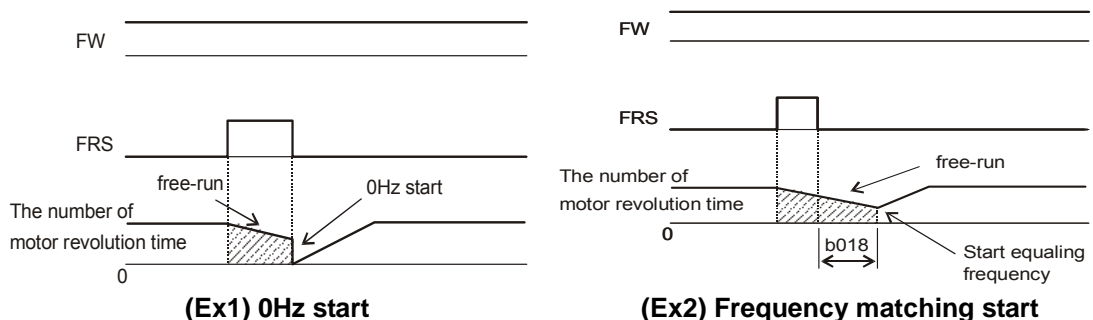 FW
FRS
free-run
0Hz start
The number of
motor revolution time
0
(Ex1) 0Hz start
FW
FRS
free-run
The number of
motor revolution time
0
b018
Start equaling
frequency
(Ex2) Frequency matching start